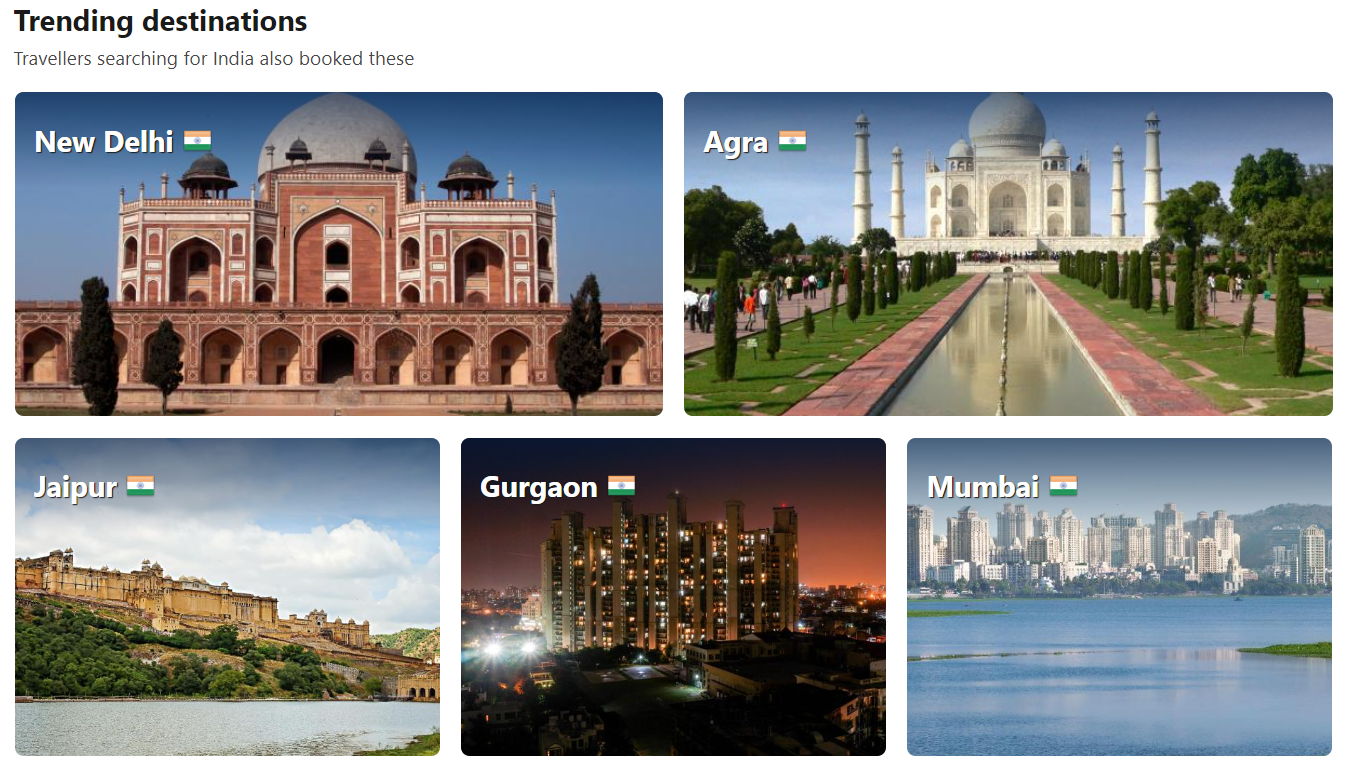 Trending destinations
Travellers searching for India also booked these
New Delhi
Agra
Jaipur
Gurgaon
Mumbai